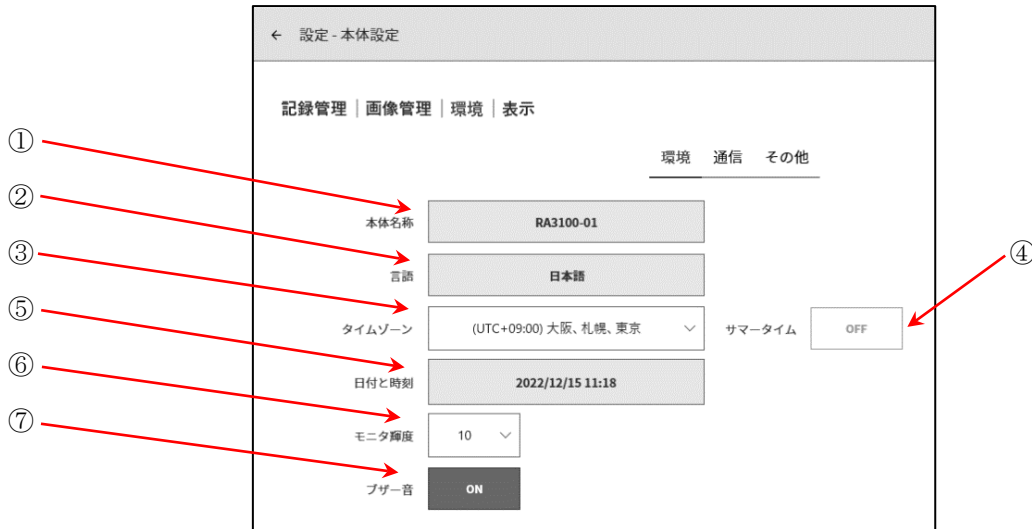 ← 設定 - 本体設定
記録管理｜画像管理｜環境｜表示
環境 通信 その他
① 本体名称 RA3100-01
② 言語 日本語
③ タイムゾーン (UTC+09:00) 大阪、札幌、東京 サマータイム OFF ④
⑤ 日付と時刻 2022/12/15 11:18
⑥ モニタ輝度 10
⑦ ブザー音 ON